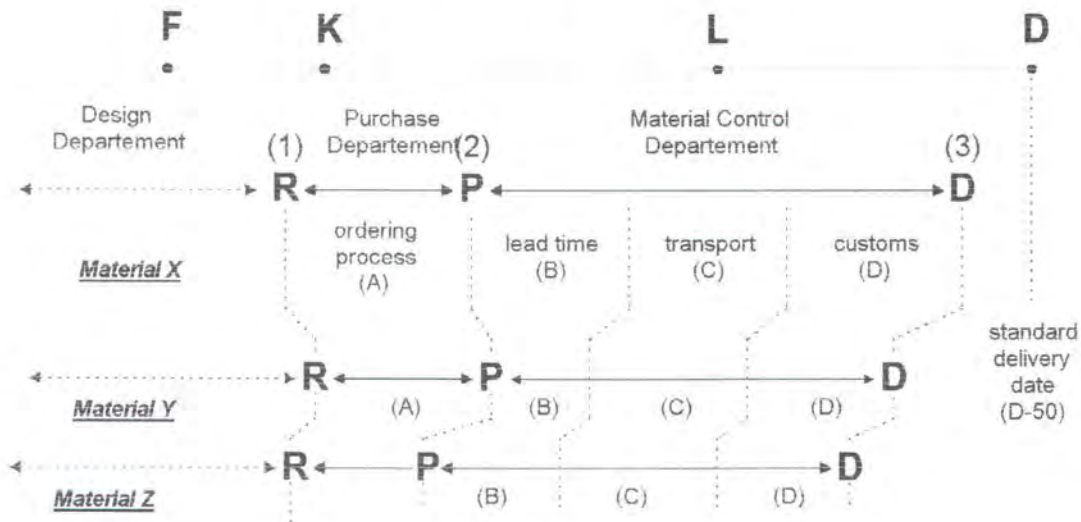 F K L D
Design
Departement
Purchase
Departement
Material Control
Departement
(1) (2) (3)
R P D
ordering
process
(A)
lead time
(B)
transport
(C)
customs
(D)
Material X
standard
delivery
date
(D-50)
R P D
(A) (B) (C) (D)
Material Y
R P D
(B) (C) (D)
Material Z